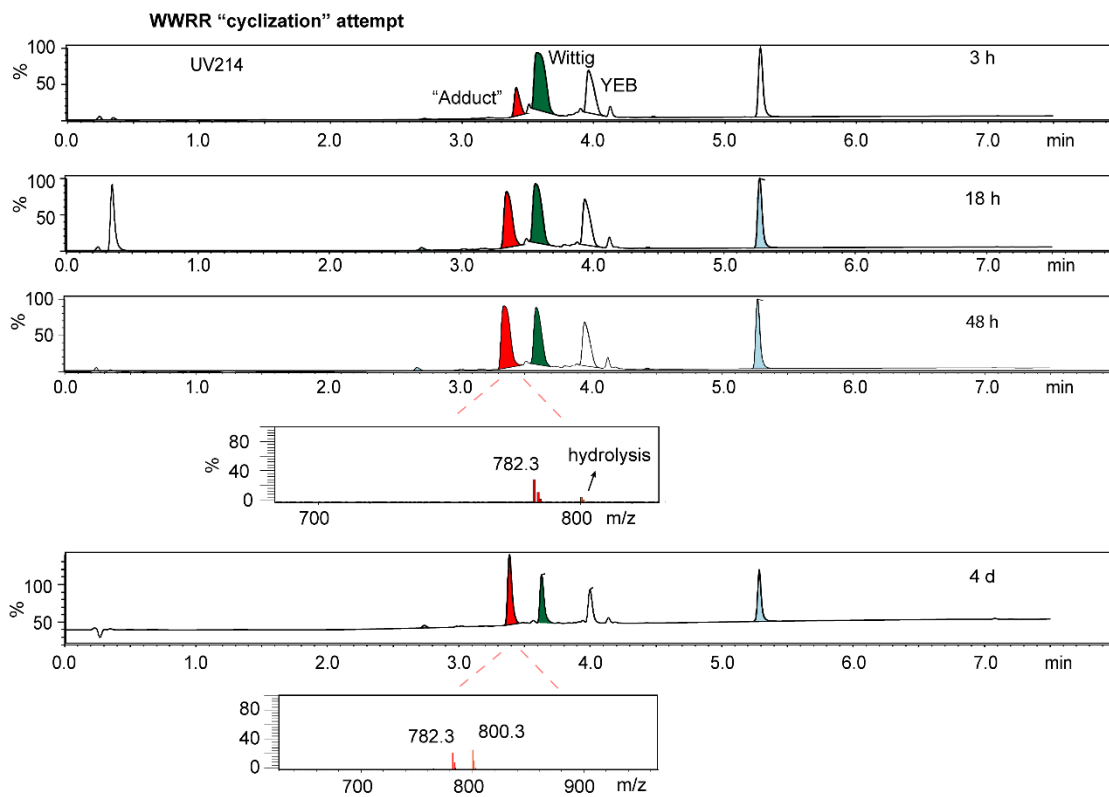 WWRR “cyclization” attempt
100
50
%
UV214
“Adduct”
Wittig
YEB
3 h
0.0 1.0 2.0 3.0 4.0 5.0 6.0 7.0 min
100
50
%
18 h
0.0 1.0 2.0 3.0 4.0 5.0 6.0 7.0 min
100
50
%
48 h
0.0 1.0 2.0 3.0 4.0 5.0 6.0 7.0 min
80
40
0
%
782.3
hydrolysis
700 800 m/z
100
50
%
4 d
0.0 1.0 2.0 3.0 4.0 5.0 6.0 7.0 min
80
40
0
%
782.3 800.3
700 800 900 m/z